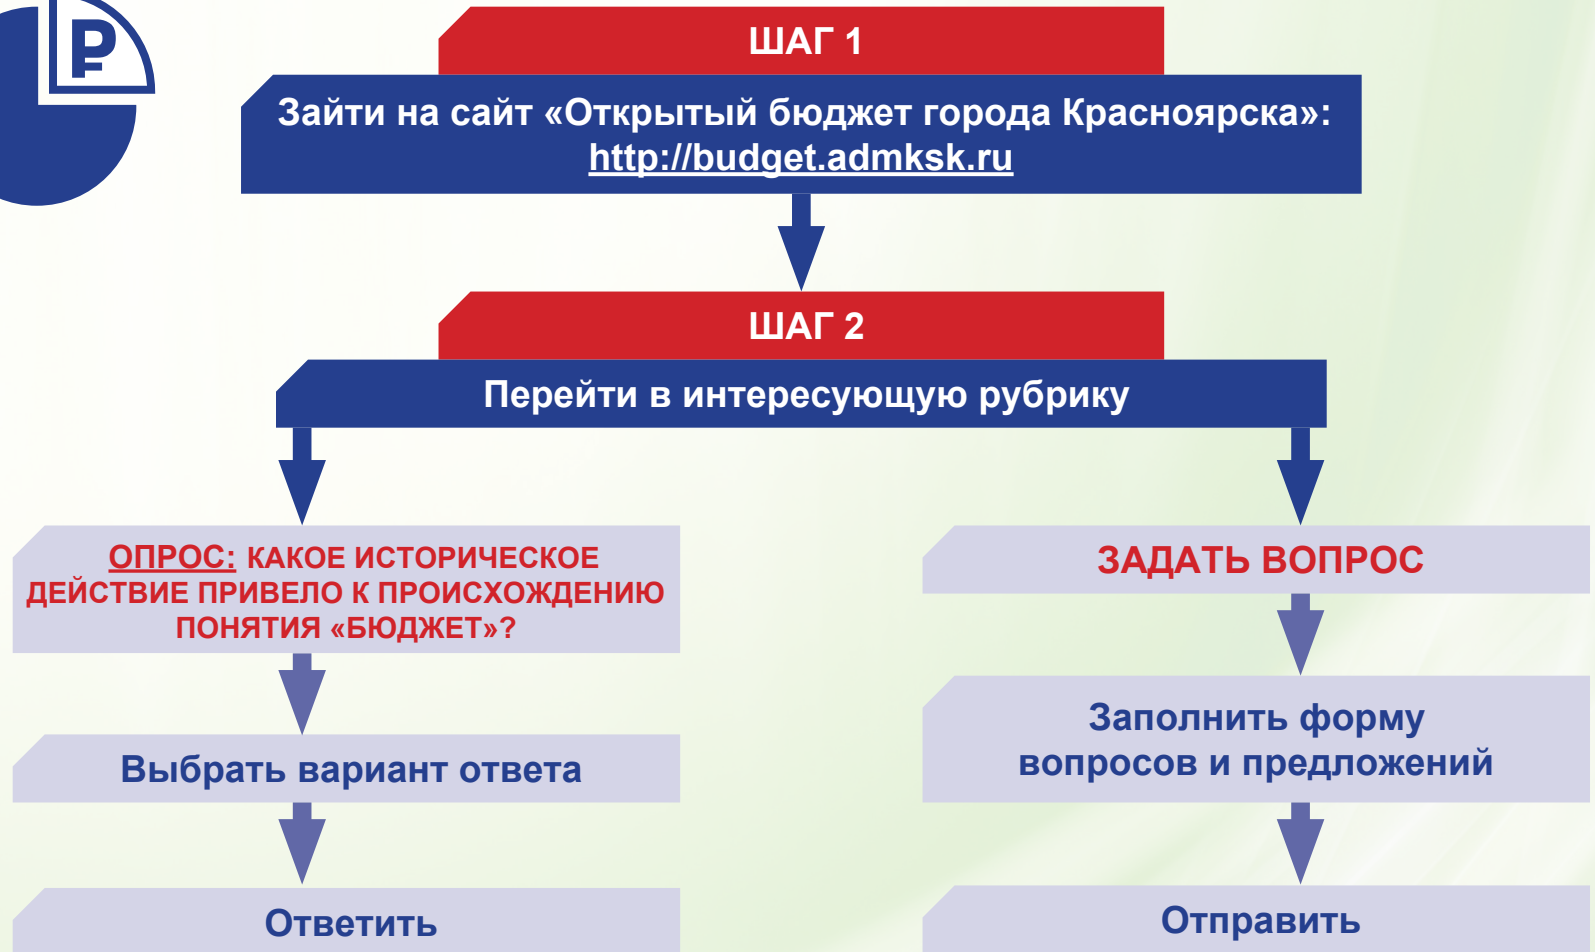 ШАГ 1
Зайти на сайт «Открытый бюджет города Красноярска»:
http://budget.admksk.ru
ШАГ 2
Перейти в интересующую рубрику
ОПРОС: КАКОЕ ИСТОРИЧЕСКОЕ
ДЕЙСТВИЕ ПРИВЕЛО К ПРОИСХОЖДЕНИЮ
ПОНЯТИЯ «БЮДЖЕТ»?
Выбрать вариант ответа
Ответить
ЗАДАТЬ ВОПРОС
Заполнить форму
вопросов и предложений
Отправить